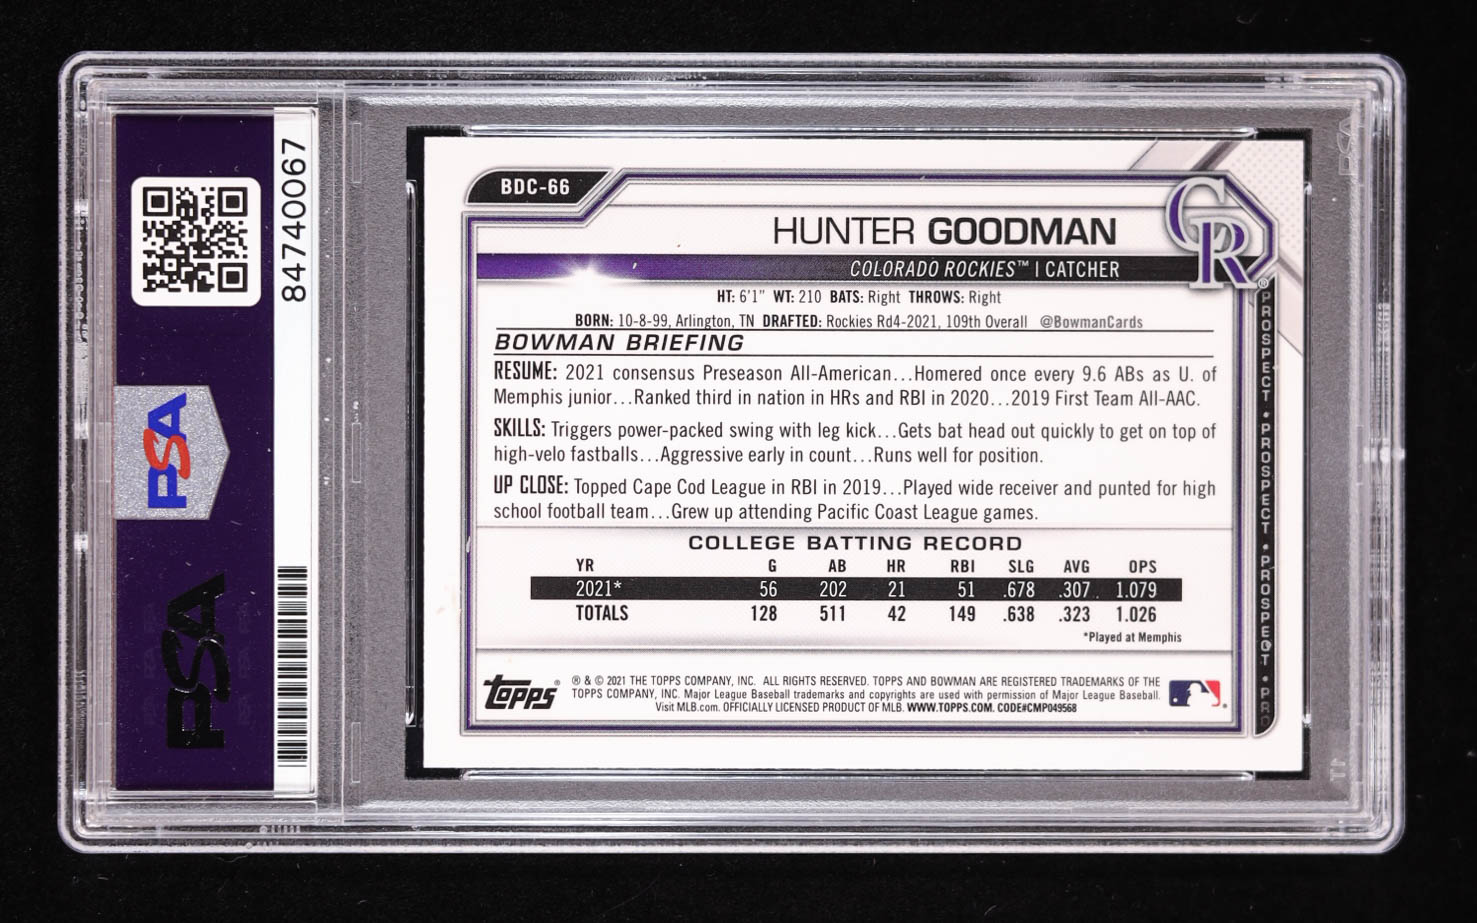 84740067
PSA
PSA
BDC-66
CR
HUNTER GOODMAN
COLORADO ROCKIES™ | CATCHER
HT: 6'1" WT: 210 BATS: Right THROWS: Right
BORN: 10-8-99, Arlington, TN DRAFTED: Rockies Rd4-2021, 109th Overall @BowmanCards
BOWMAN BRIEFING
RESUME: 2021 consensus Preseason All-American...Homered once every 9.6 ABs as U. of
Memphis junior...Ranked third in nation in HRs and RBI in 2020...2019 First Team All-AAC.
SKILLS: Triggers power-packed swing with leg kick...Gets bat head out quickly to get on top of
high-velo fastballs...Aggressive early in count...Runs well for position.
UP CLOSE: Topped Cape Cod League in RBI in 2019...Played wide receiver and punted for high
school football team...Grew up attending Pacific Coast League games.
COLLEGE BATTING RECORD
YR G AB HR RBI SLG AVG OPS
2021* 56 202 21 51 .678 .307 1.079
TOTALS 128 511 42 149 .638 .323 1.026
*Played at Memphis
Topps® ® & © 2021 THE TOPPS COMPANY, INC. ALL RIGHTS RESERVED. TOPPS AND BOWMAN ARE REGISTERED TRADEMARKS OF THE
TOPPS COMPANY, INC. Major League Baseball trademarks and copyrights are used with permission of Major League Baseball.
Visit MLB.com. OFFICIALLY LICENSED PRODUCT OF MLB. WWW.TOPPS.COM. CODE#CMP049568
PROSPECT • PROSPECT • PROSPECT • PRO